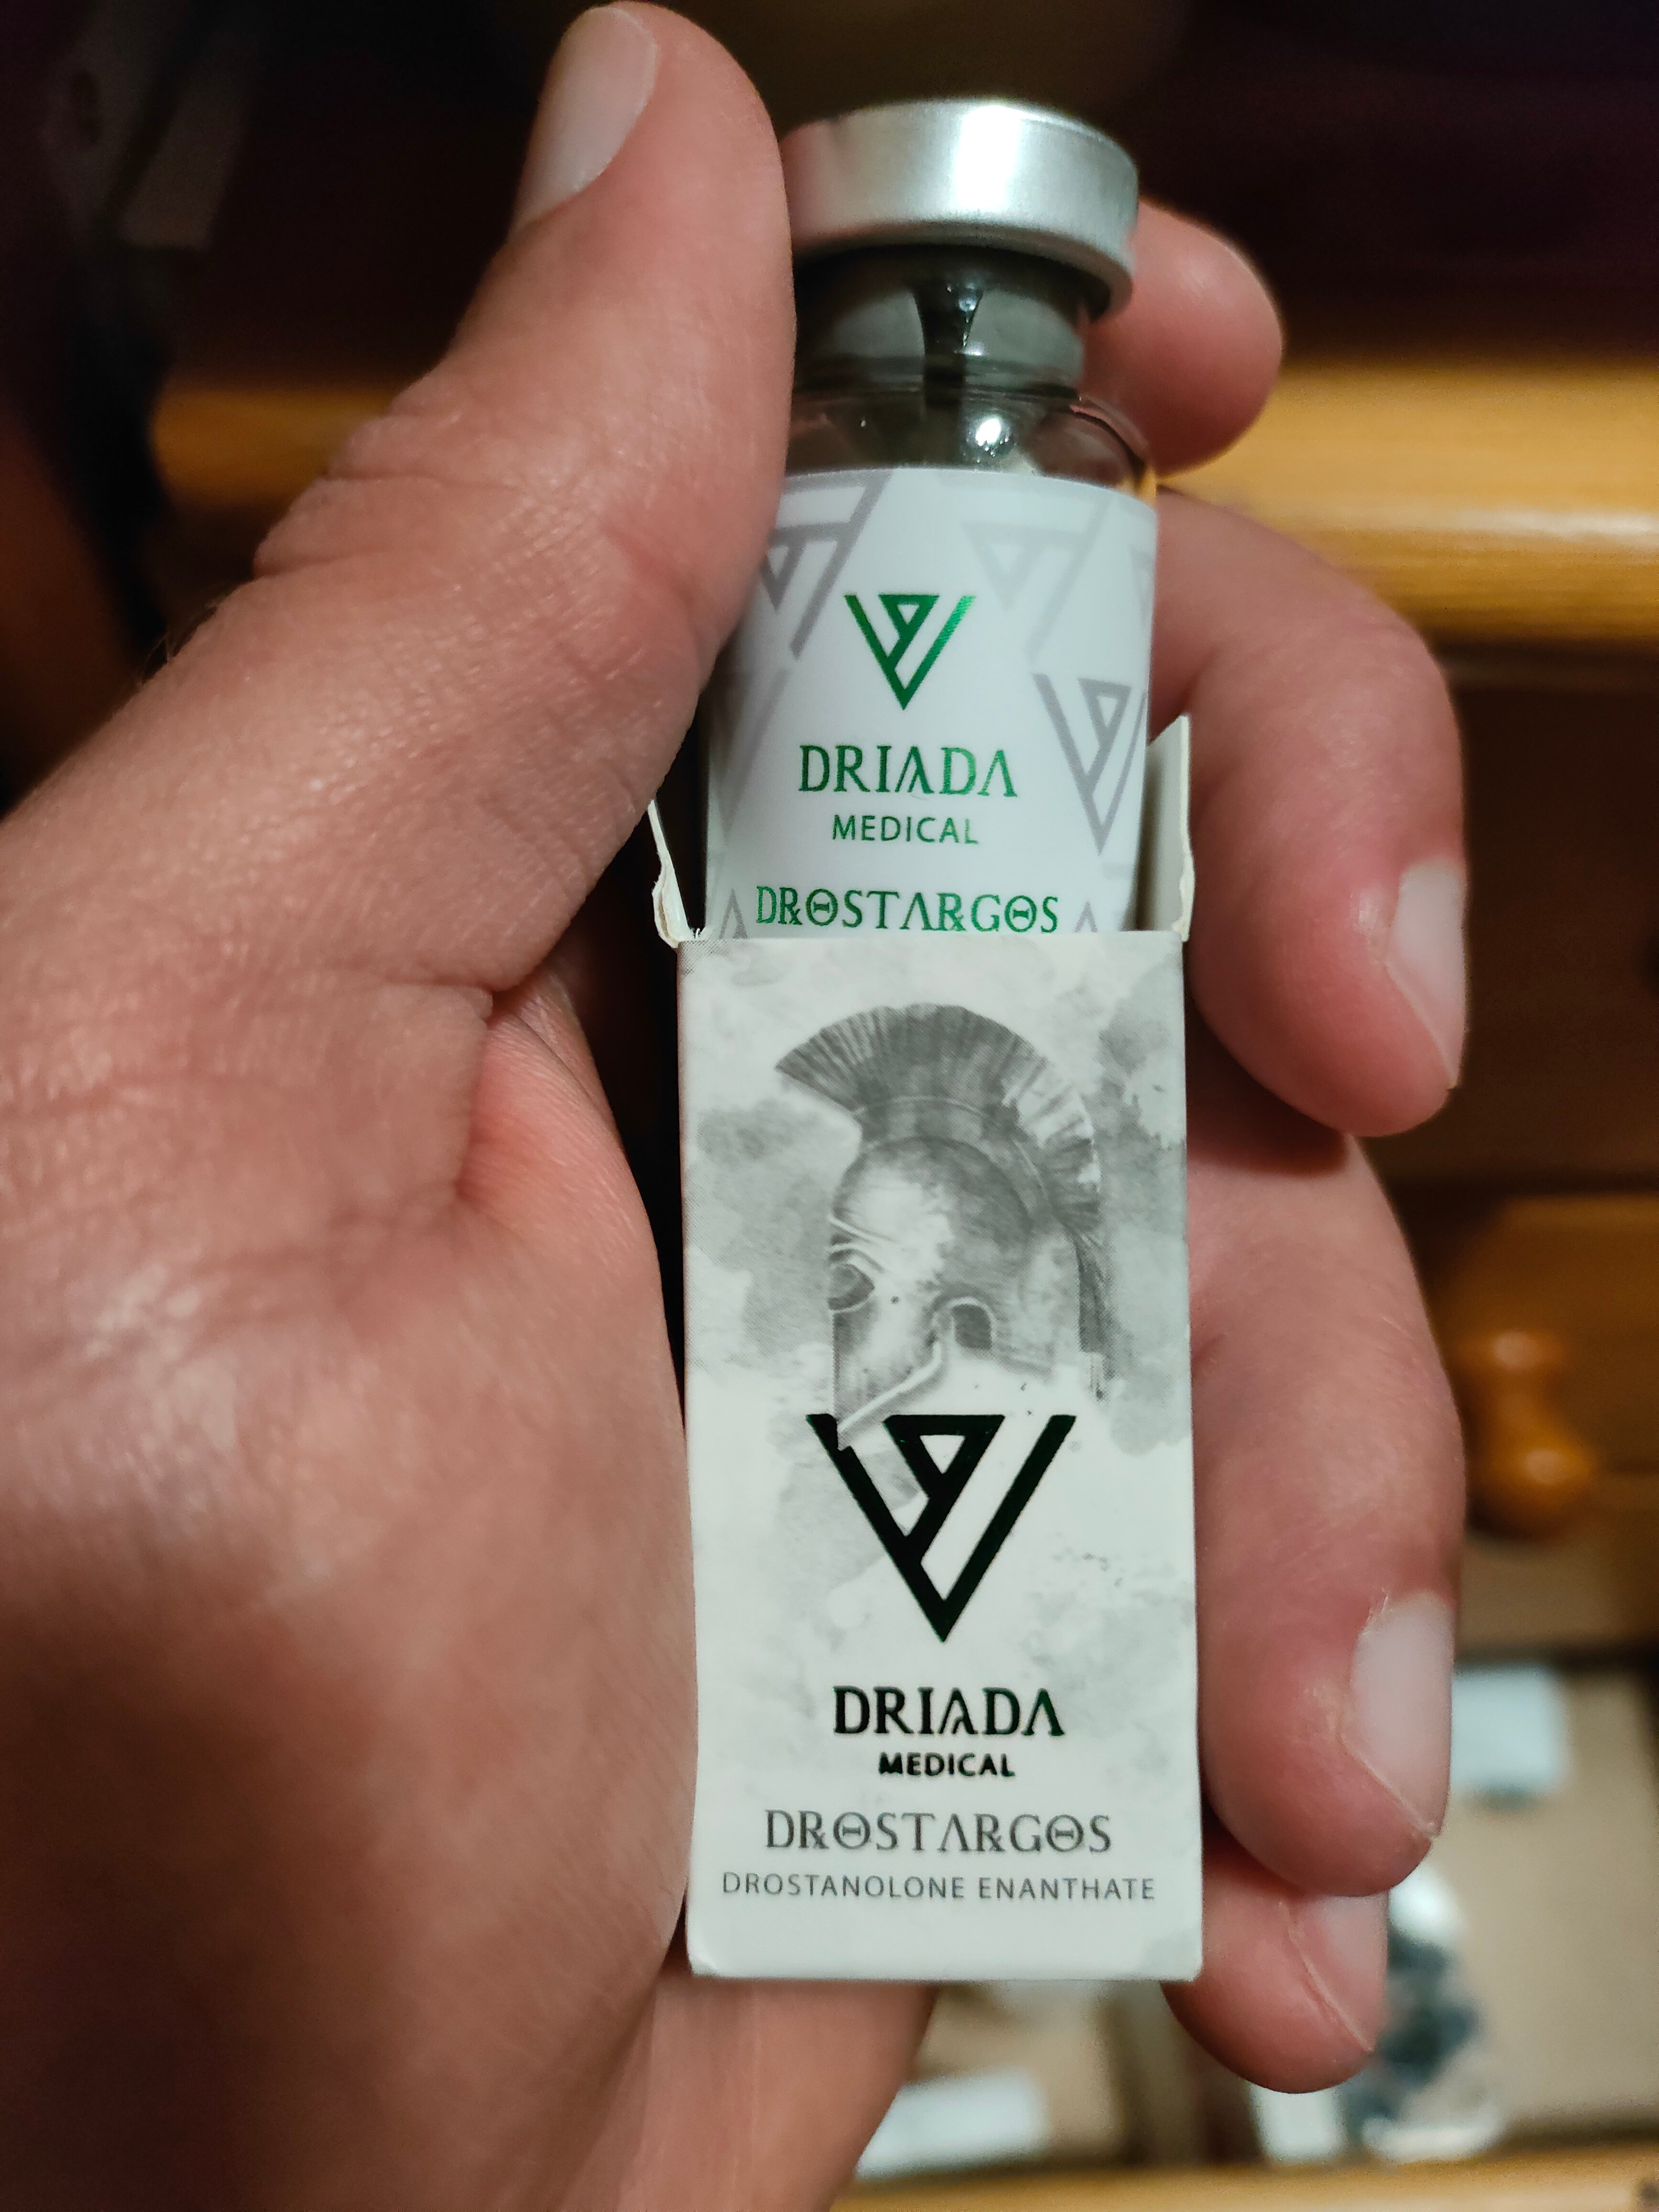 DRIADA
MEDICAL
DROSTARGOS
DRIADA
MEDICAL
DROSTARGOS
DROSTANOLONE ENANTHATE